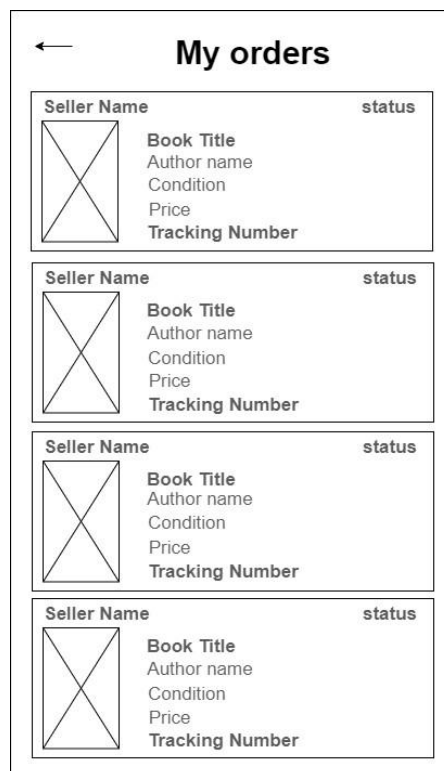 My orders
Seller Name status
Book Title
Author name
Condition
Price
Tracking Number
Seller Name status
Book Title
Author name
Condition
Price
Tracking Number
Seller Name status
Book Title
Author name
Condition
Price
Tracking Number
Seller Name status
Book Title
Author name
Condition
Price
Tracking Number